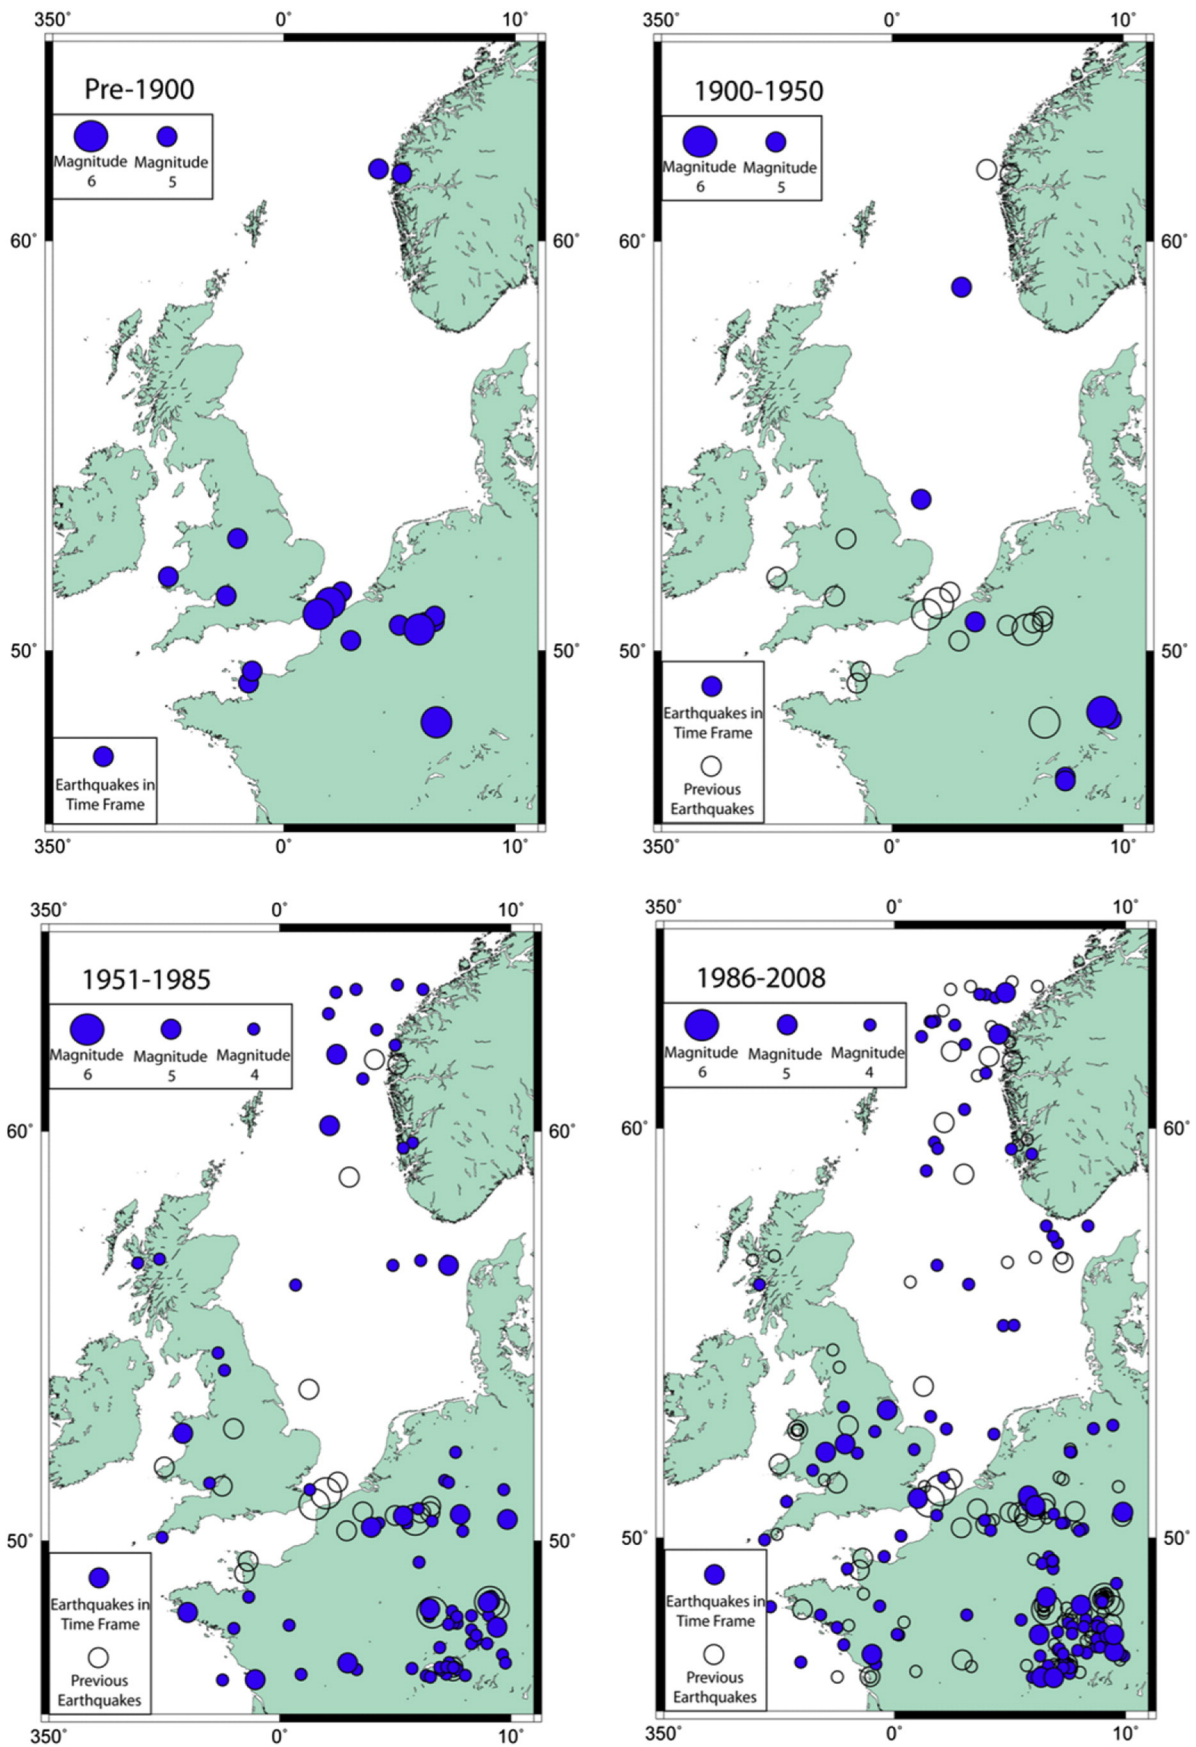 350° 0° 10°
Pre-1900
Magnitude Magnitude
6 5
60° 60°
50° 50°
Earthquakes in
Time Frame
350° 0° 10°
350° 0° 10°
1900-1950
Magnitude Magnitude
6 5
60° 60°
50° 50°
Earthquakes in
Time Frame
Previous
Earthquakes
350° 0° 10°
350° 0° 10°
1951-1985
Magnitude Magnitude Magnitude
6 5 4
60° 60°
50° 50°
Earthquakes in
Time Frame
Previous
Earthquakes
350° 0° 10°
350° 0° 10°
1986-2008
Magnitude Magnitude Magnitude
6 5 4
60° 60°
50° 50°
Earthquakes in
Time Frame
Previous
Earthquakes
350° 0° 10°